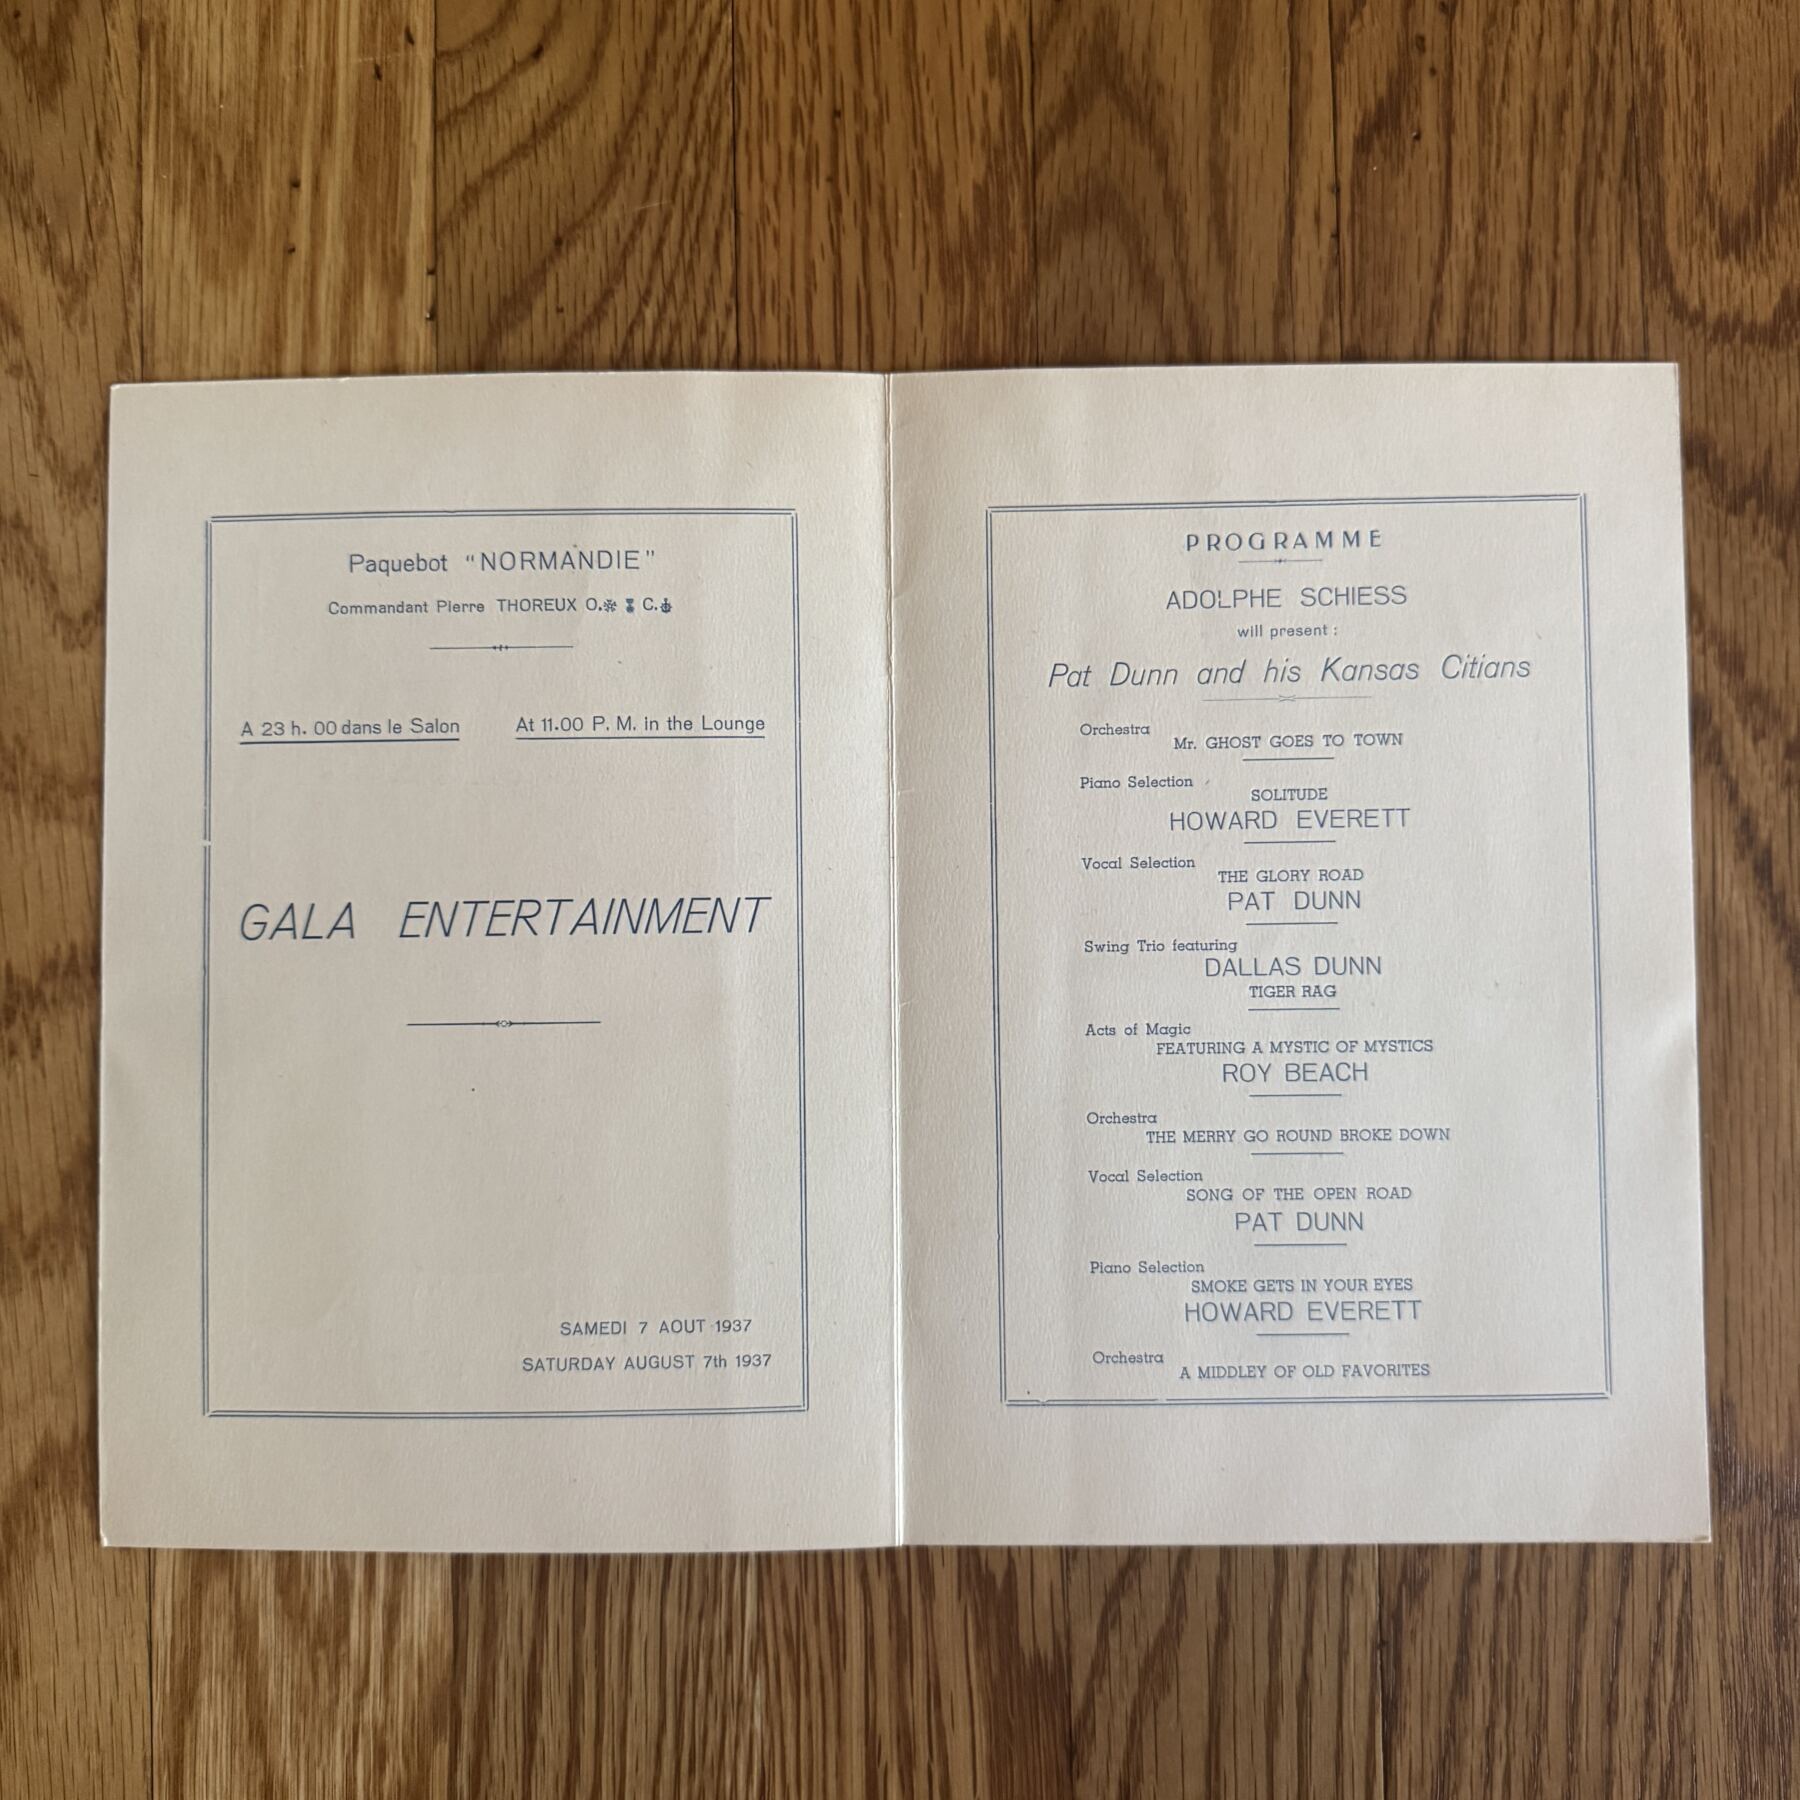 Paquebot "NORMANDIE"
Commandant Pierre THOREUX O. C.
A 23 h. 00 dans le Salon
At 11.00 P. M. in the Lounge
GALA ENTERTAINMENT
SAMEDI 7 AOUT 1937
SATURDAY AUGUST 7th 1937
PROGRAMME
ADOLPHE SCHIESS
will present :
Pat Dunn and his Kansas Citians
Orchestra
Mr. GHOST GOES TO TOWN
Piano Selection
SOLITUDE
HOWARD EVERETT
Vocal Selection
THE GLORY ROAD
PAT DUNN
Swing Trio featuring
DALLAS DUNN
TIGER RAG
Acts of Magic
FEATURING A MYSTIC OF MYSTICS
ROY BEACH
Orchestra
THE MERRY GO ROUND BROKE DOWN
Vocal Selection
SONG OF THE OPEN ROAD
PAT DUNN
Piano Selection
SMOKE GETS IN YOUR EYES
HOWARD EVERETT
Orchestra
A MIDDLEY OF OLD FAVORITES